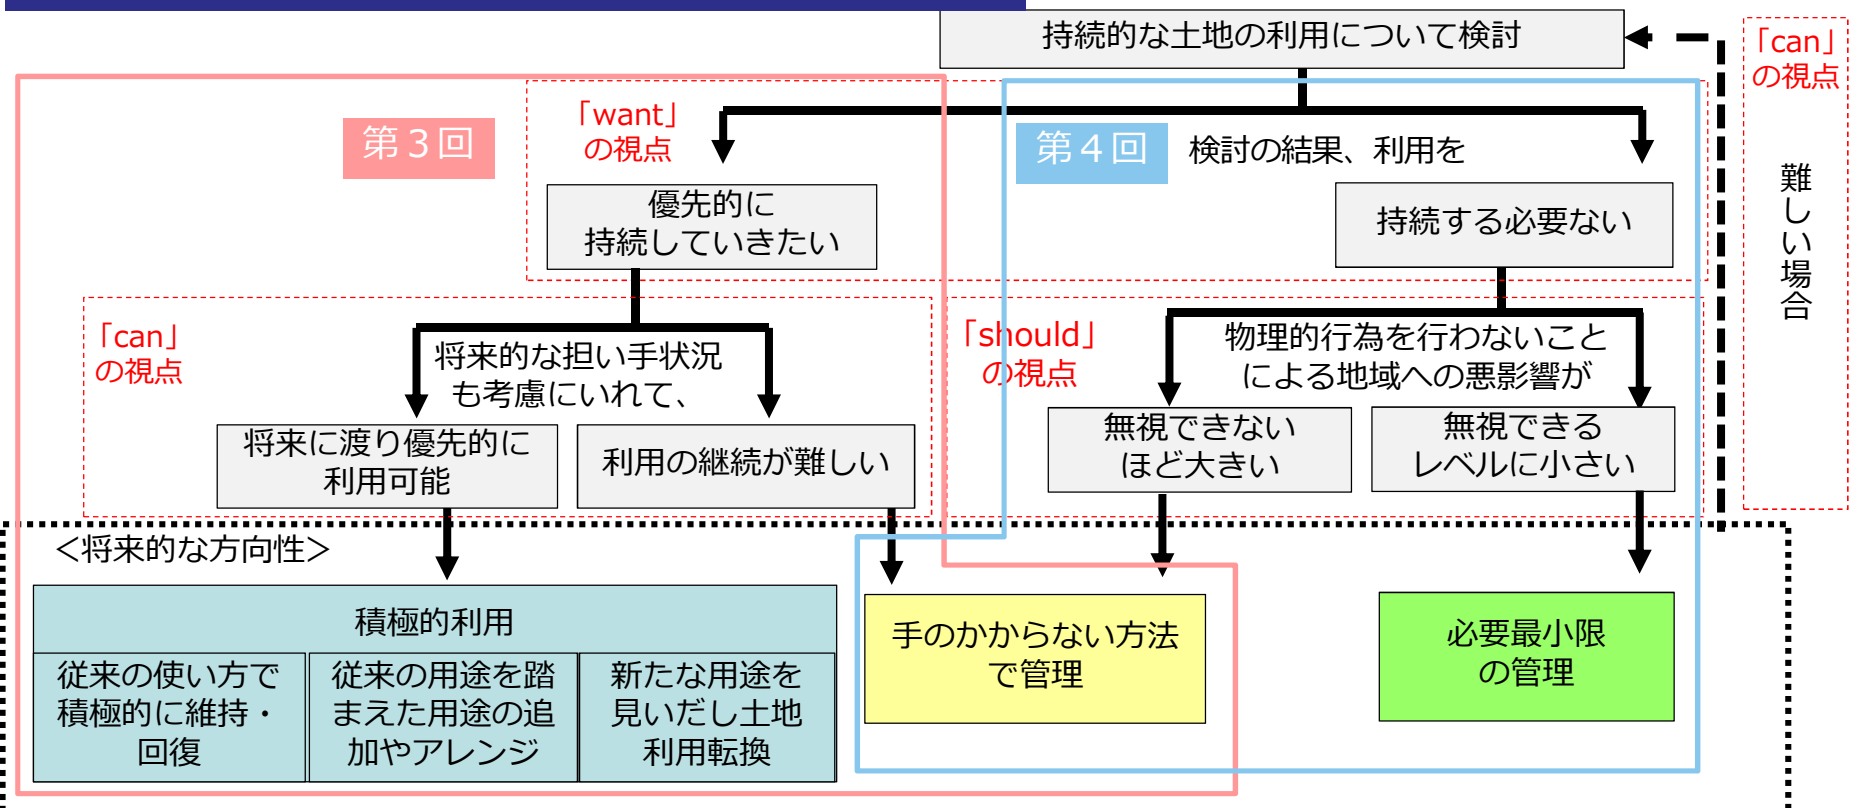 持続的な土地の利用について検討
「can」
の視点
難しい場合
「want」
の視点
第３回
第４回
検討の結果、利用を
優先的に
持続していきたい
持続する必要ない
「can」
の視点
将来的な担い手状況
も考慮にいれて、
「should」
の視点
物理的行為を行わないこと
による地域への悪影響が
将来に渡り優先的に
利用可能
利用の継続が難しい
無視できない
ほど大きい
無視できる
レベルに小さい
＜将来的な方向性＞
積極的利用
従来の使い方で
積極的に維持・
回復
従来の用途を踏
まえた用途の追
加やアレンジ
新たな用途を
見いだし土地
利用転換
手のかからない方法
で管理
必要最小限
の管理